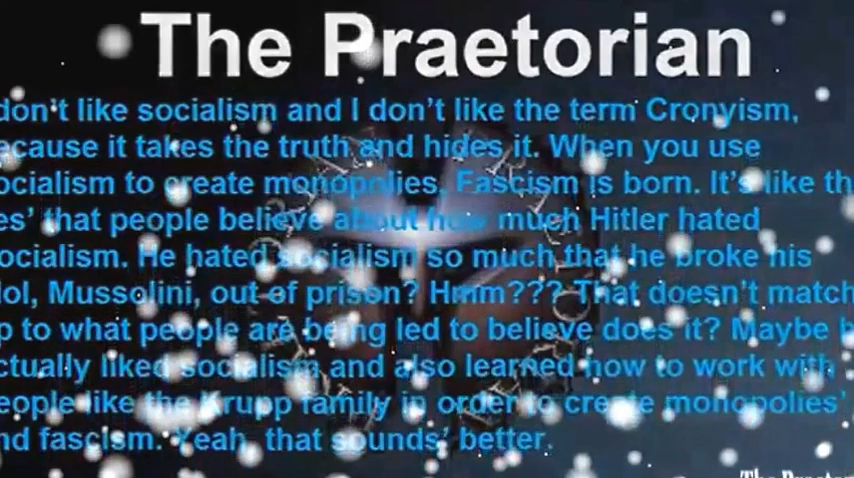 The Praetorian
don't like socialism and I don't like the term Cronyism,
ecause it takes the truth and hides it. When you use
ocialism to create monopolies. Fascism is born. It's like th
es' that people believe about how much Hitler hated
ocialism. He hated socialism so much that he broke his
dol, Mussolini, out of prison? Hmm??? That doesn't match
p to what people are being led to believe does it? Maybe h
ctually liked socialism and also learned how to work with
eople like the Krupp family in order to create monopolies'
nd fascism. Yeah, that sounds' better.
The Praetor